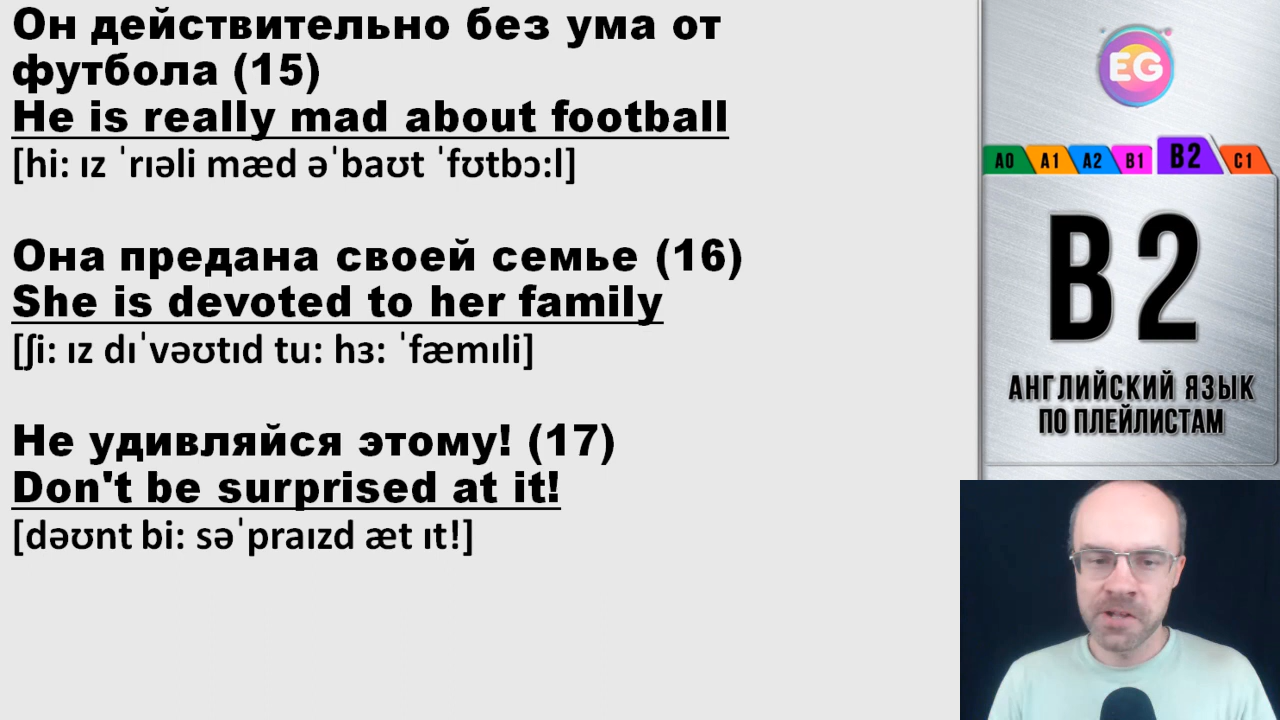 Он действительно без ума от
футбола (15)
He is really mad about football
[hi: ɪz ˈrɪəli mæd əˈbaʊt ˈfʊtbɔ:l]
Она предана своей семье (16)
She is devoted to her family
[ʃi: ɪz dɪˈvəʊtɪd tu: hɜ: ˈfæmɪli]
Не удивляйся этому! (17)
Don't be surprised at it!
[dəʊnt bi: səˈpraɪzd æt ɪt!]
EG
A0 A1 A2 B1 B2 C1
B2
АНГЛИЙСКИЙ ЯЗЫК
ПО ПЛЕЙЛИСТАМ